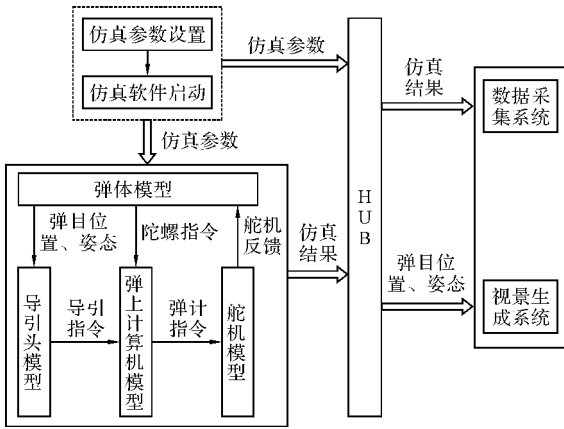 仿真参数设置
仿真软件启动
仿真参数
仿真参数
弹体模型
弹目位
置、姿态
陀螺指令
舵机
反馈
导引头模型
导引
指令
弹上计算机模型
弹计
指令
舵机模型
仿真
结果
HUB
仿真
结果
弹目位
置、姿态
数据采
集系统
视景生
成系统